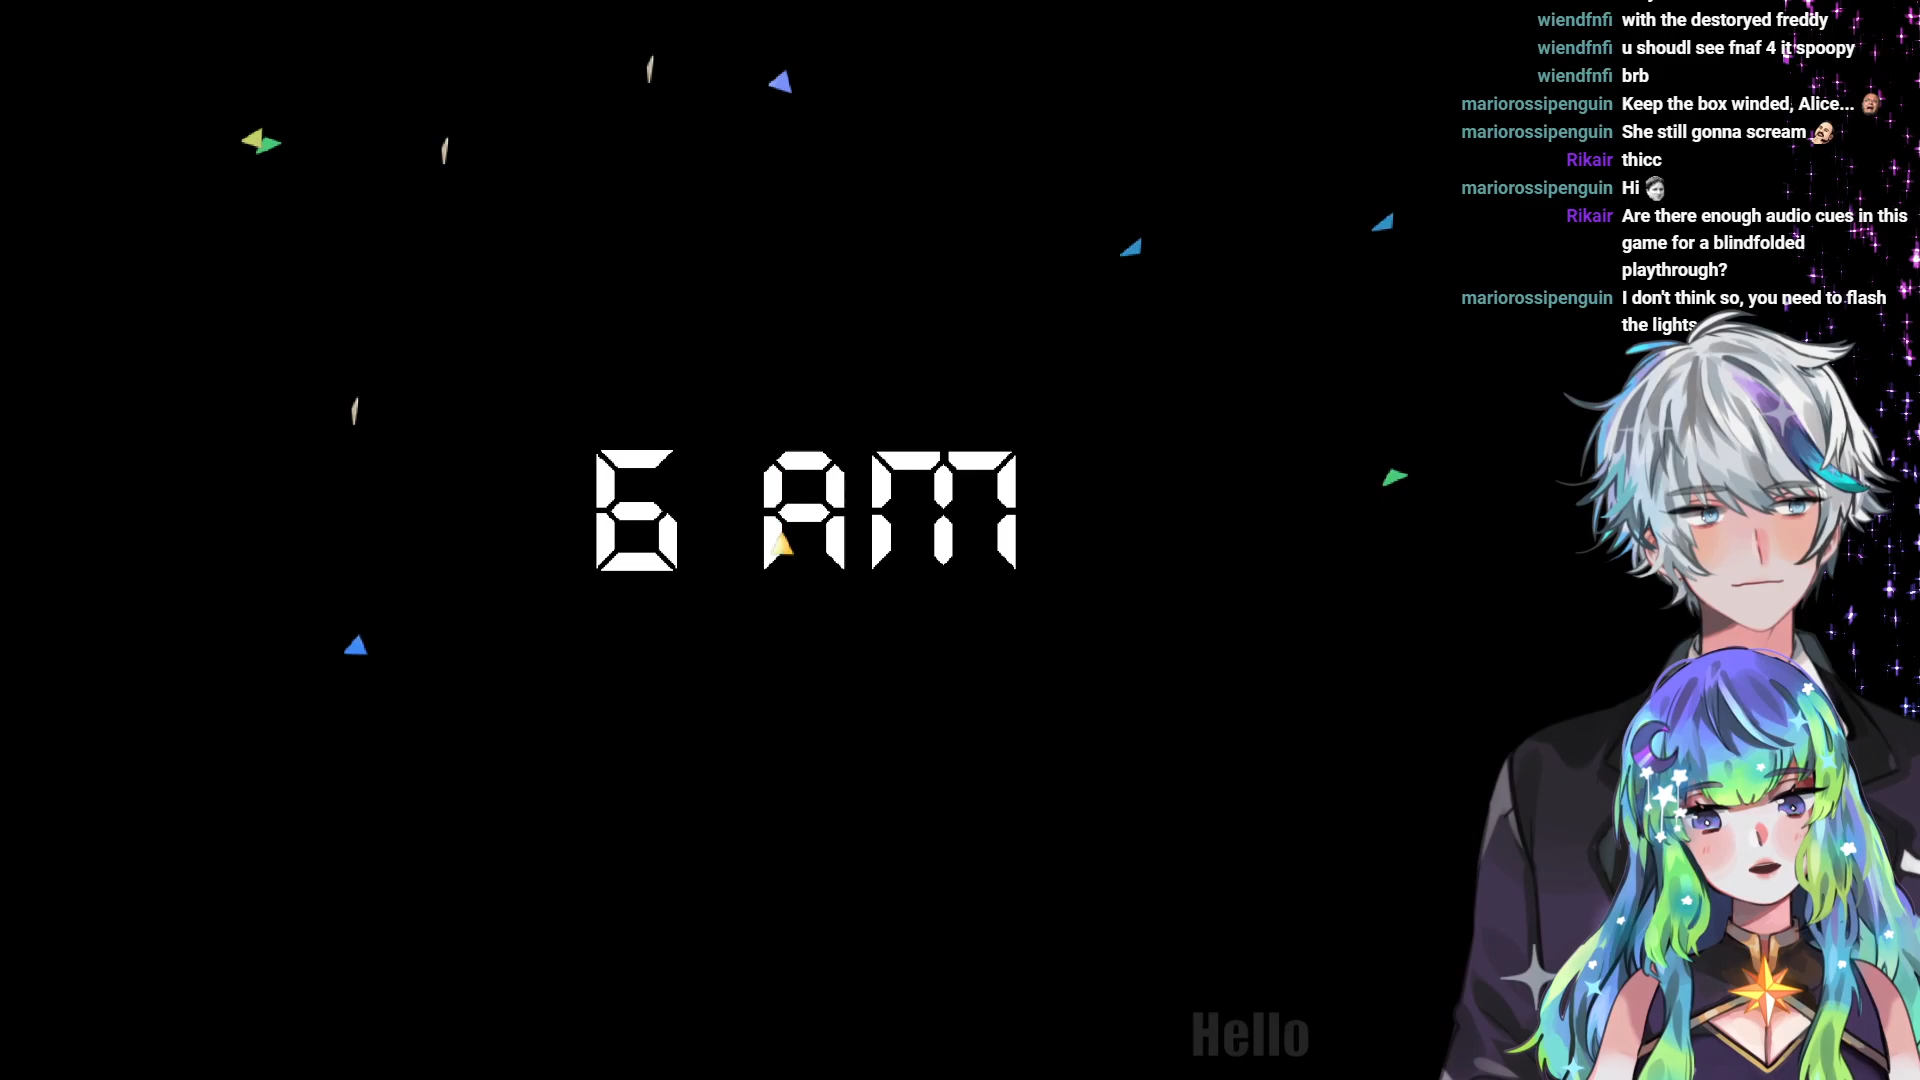 wiendfnfi with the destoryed freddy
wiendfnfi u shoudl see fnaf 4 it spoopy
wiendfnfi brb
mariorossipenguin Keep the box winded, Alice...
mariorossipenguin She still gonna scream
Rikair thicc
mariorossipenguin Hi
Rikair Are there enough audio cues in this
game for a blindfolded
playthrough?
mariorossipenguin I don't think so, you need to flash
the lights
6 AM
Hello